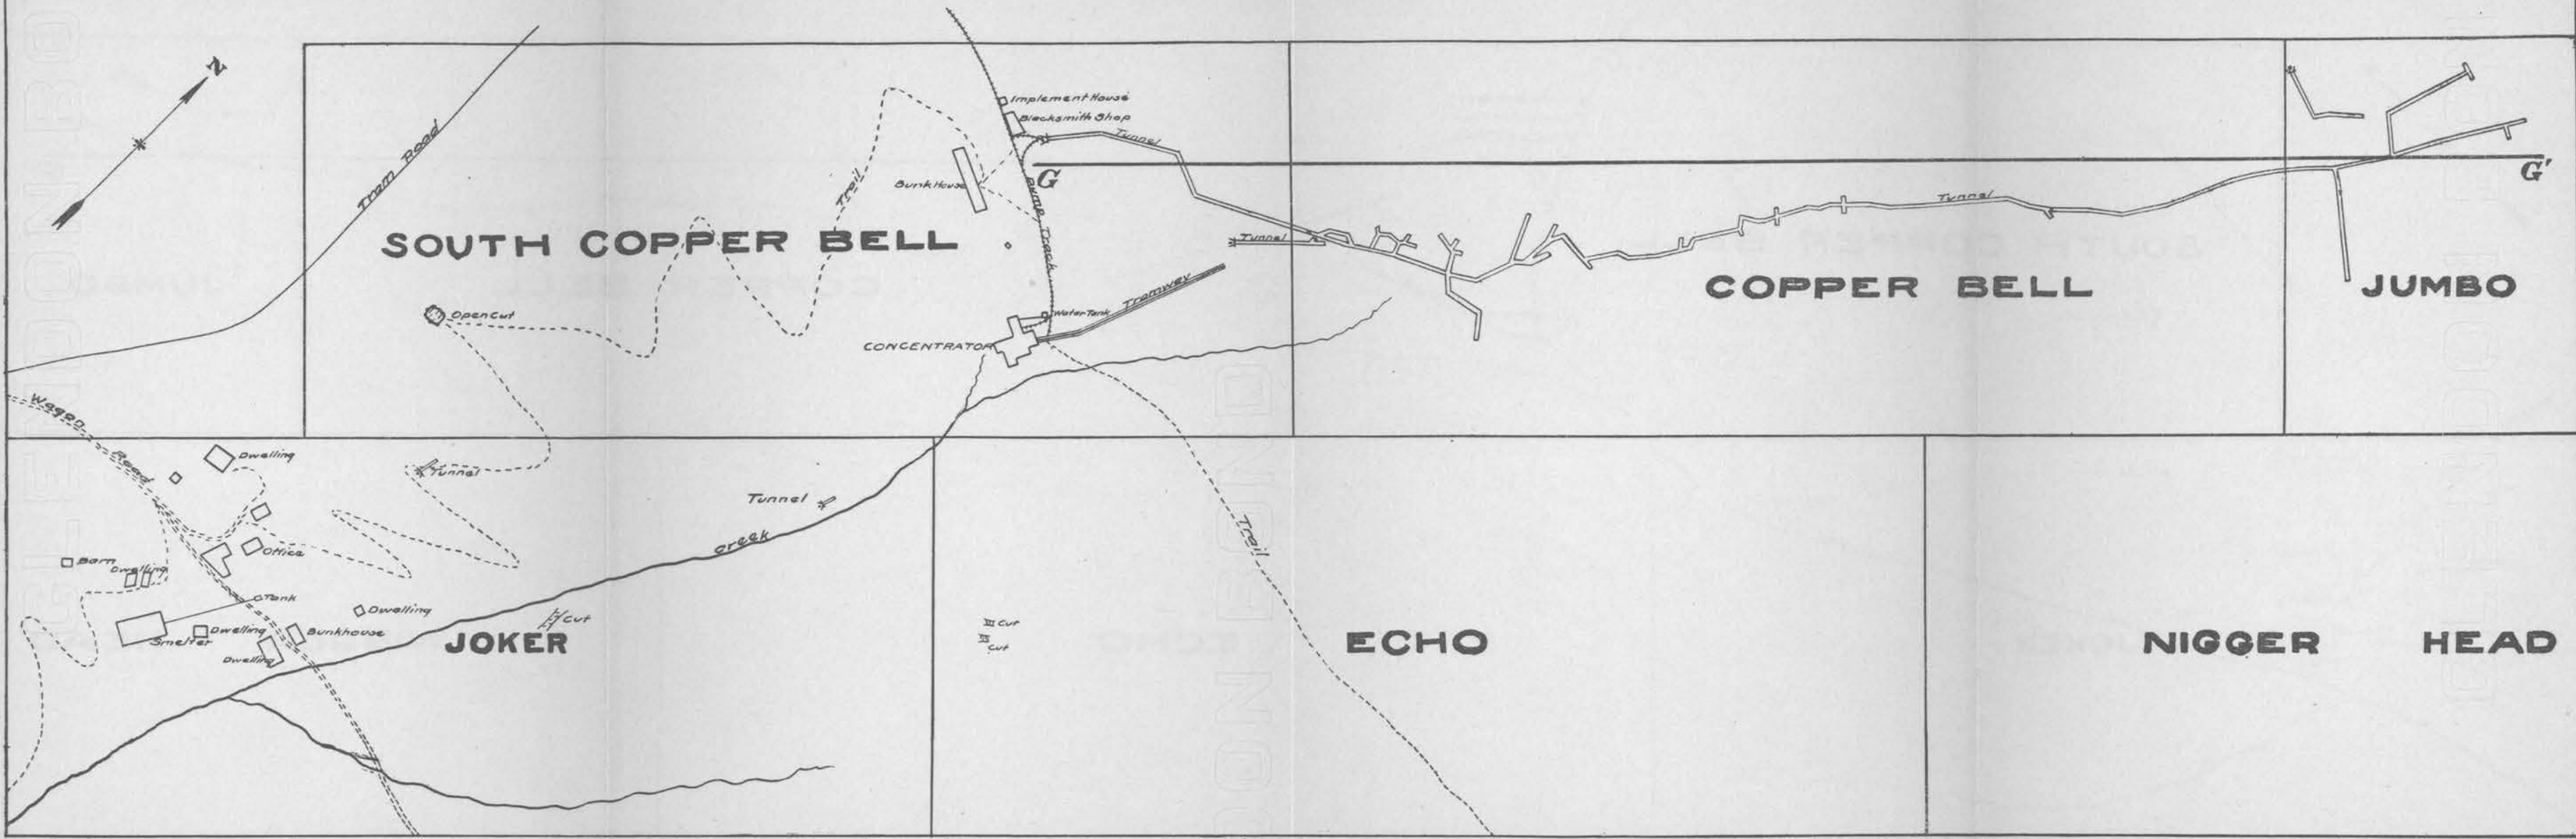 N
Tram Road
Implement House
Blacksmith Shop
Tunnel
Trail
Bunk House
G
G'
Dump Track
Tunnel
SOUTH COPPER BELL
Tunnel
COPPER BELL
JUMBO
Tramway
Open Cut
Water Tank
CONCENTRATOR
Wagon Road
Dwelling
Tunnel
Tunnel
Creek
Trail
Office
Barn
Dwelling
Tank
Dwelling
Cut
Cut
Cut
Smelter
Dwelling
Bunkhouse
Dwelling
JOKER
ECHO
NIGGER HEAD